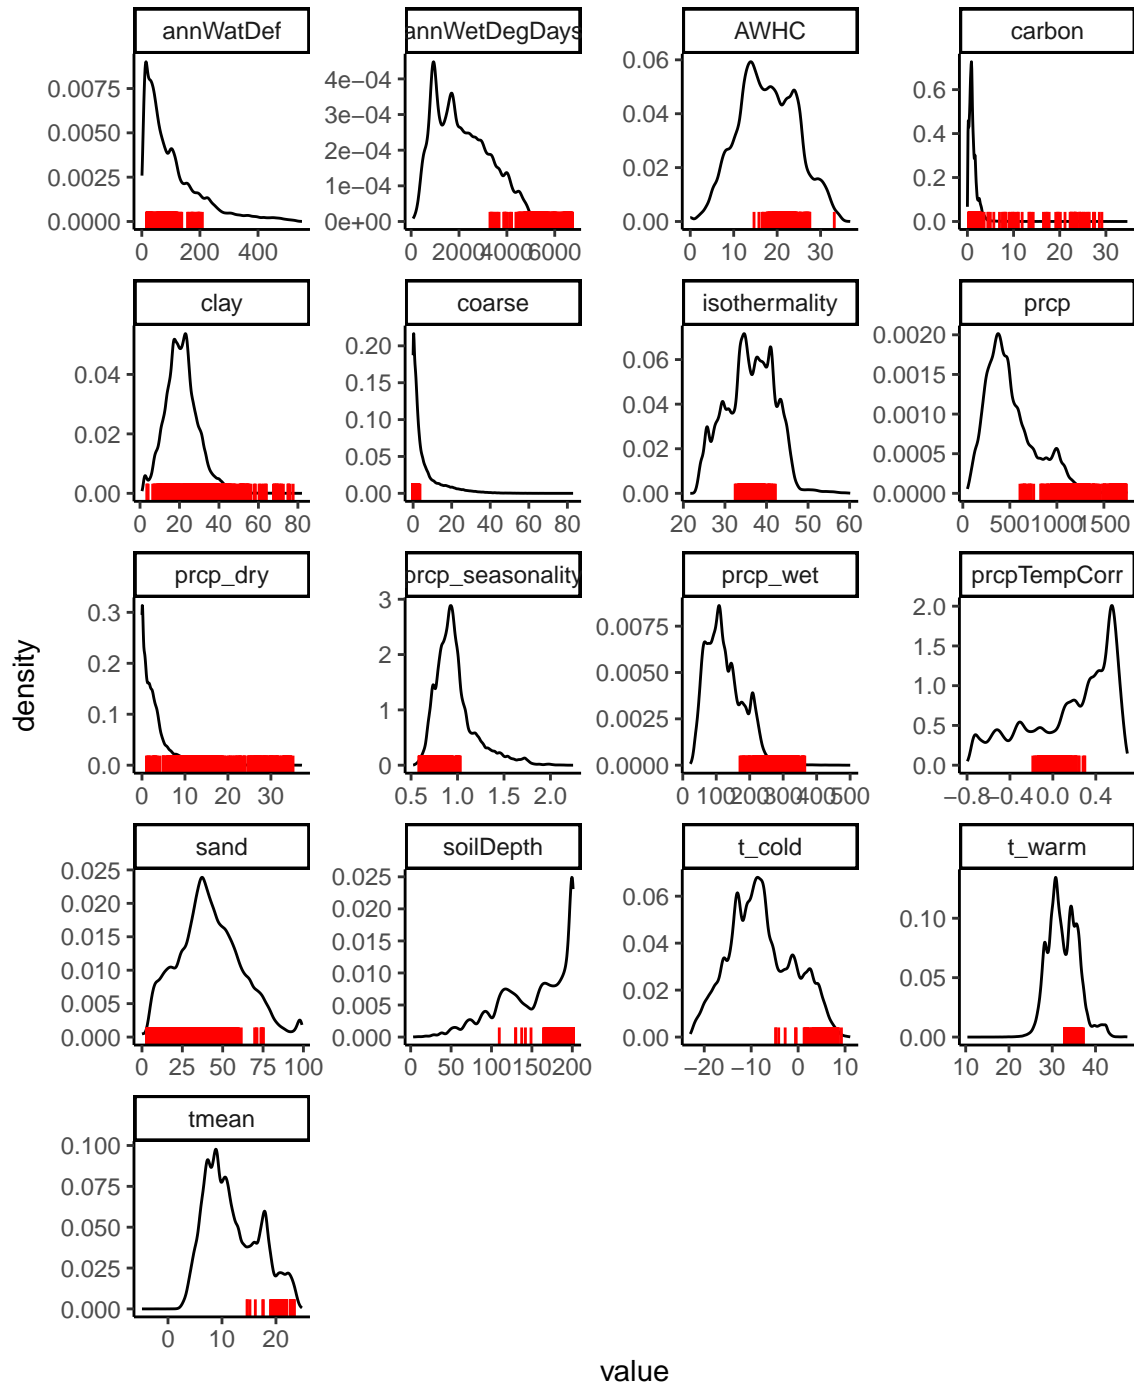 annWatDef annWetDegDays AWHC carbon
0.0075 0.0050 0.0025 0.0000
0 200 400
4e−04 3e−04 2e−04 1e−04 0e+00
0 2000 4000 6000
0.06 0.04 0.02 0.00
0 10 20 30
0.6 0.4 0.2 0.0
0 10 20 30
clay coarse isothermality prcp
0.04 0.02 0.00
0 20 40 60 80
0.20 0.15 0.10 0.05 0.00
0 20 40 60 80
0.06 0.04 0.02 0.00
20 30 40 50 60
0.0020 0.0015 0.0010 0.0005 0.0000
0 500 1000 1500
prcp_dry prcp_seasonality prcp_wet prcpTempCorr
0.3 0.2 0.1 0.0
0 10 20 30
3 2 1 0
0.5 1.0 1.5 2.0
0.0075 0.0050 0.0025 0.0000
0 100 200 300 400 500
2.0 1.5 1.0 0.5 0.0
−0.8 −0.4 0.0 0.4
sand soilDepth t_cold t_warm
0.025 0.020 0.015 0.010 0.005 0.000
0 25 50 75 100
0.025 0.020 0.015 0.010 0.005 0.000
0 50 100 150 200
0.06 0.04 0.02 0.00
−20 −10 0 10
0.10 0.05 0.00
10 20 30 40
tmean
0.100 0.075 0.050 0.025 0.000
0 10 20
density
value